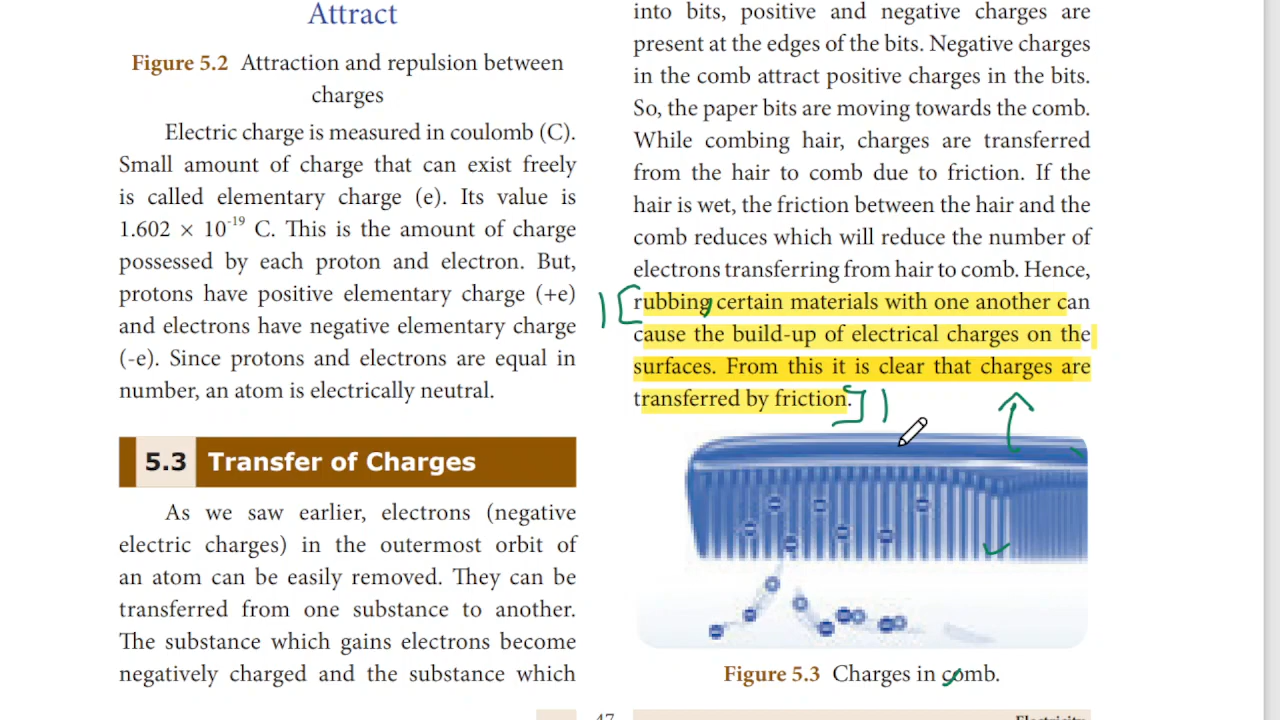 Attract
Figure 5.2 Attraction and repulsion between
charges
Electric charge is measured in coulomb (C).
Small amount of charge that can exist freely
is called elementary charge (e). Its value is
1.602 × 10⁻¹⁹ C. This is the amount of charge
possessed by each proton and electron. But,
protons have positive elementary charge (+e)
and electrons have negative elementary charge
(-e). Since protons and electrons are equal in
number, an atom is electrically neutral.
5.3 Transfer of Charges
As we saw earlier, electrons (negative
electric charges) in the outermost orbit of
an atom can be easily removed. They can be
transferred from one substance to another.
The substance which gains electrons become
negatively charged and the substance which
into bits, positive and negative charges are
present at the edges of the bits. Negative charges
in the comb attract positive charges in the bits.
So, the paper bits are moving towards the comb.
While combing hair, charges are transferred
from the hair to comb due to friction. If the
hair is wet, the friction between the hair and the
comb reduces which will reduce the number of
electrons transferring from hair to comb. Hence,
rubbing certain materials with one another can
cause the build-up of electrical charges on the
surfaces. From this it is clear that charges are
transferred by friction.
Figure 5.3 Charges in comb.
47
Electricity